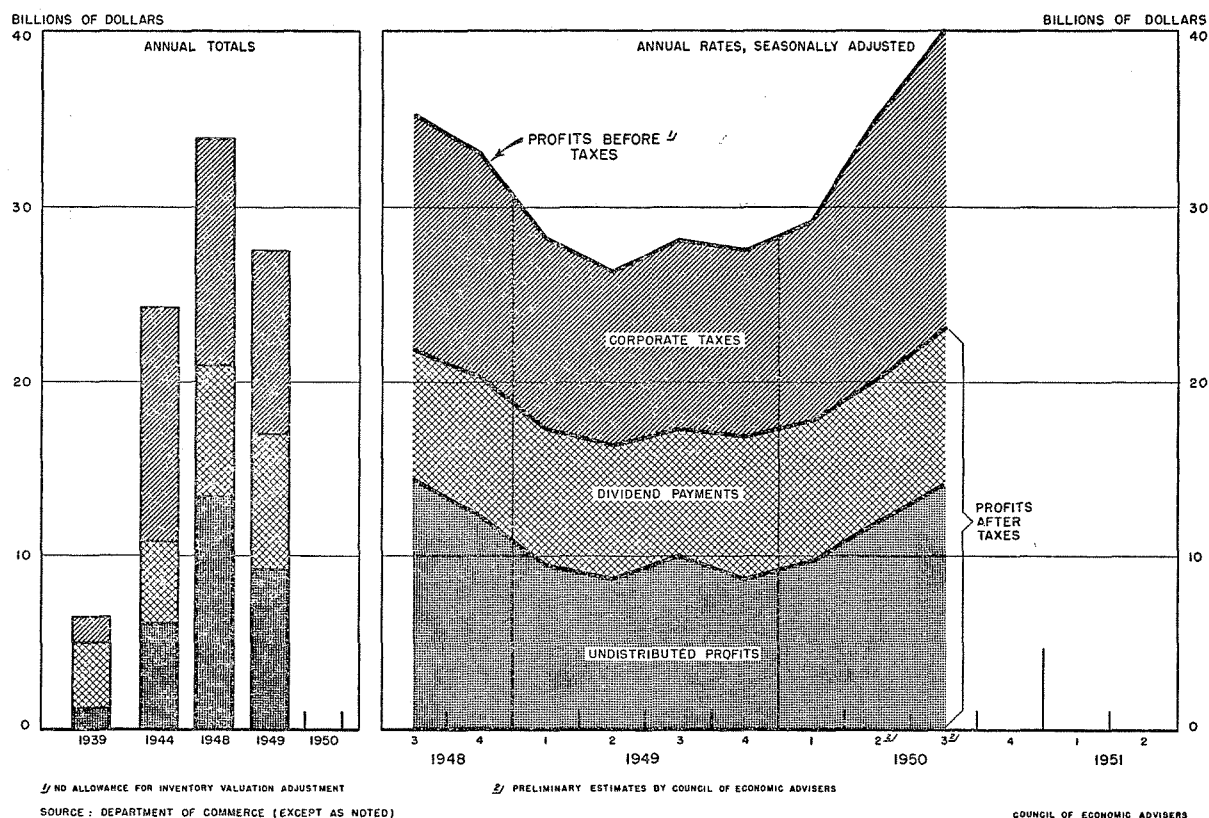 BILLIONS OF DOLLARS
BILLIONS OF DOLLARS
40
ANNUAL TOTALS
ANNUAL RATES, SEASONALLY ADJUSTED
40
PROFITS BEFORE 1/
TAXES
30
30
CORPORATE TAXES
20
20
DIVIDEND PAYMENTS
PROFITS
AFTER
TAXES
10
10
UNDISTRIBUTED PROFITS
0
0
1939 1944 1948 1949 1950
3 4 1 2 3 4 1 2 2/ 3 2/ 4 1 2
1948 1949 1950 1951
1/ NO ALLOWANCE FOR INVENTORY VALUATION ADJUSTMENT
2/ PRELIMINARY ESTIMATES BY COUNCIL OF ECONOMIC ADVISERS
SOURCE: DEPARTMENT OF COMMERCE (EXCEPT AS NOTED)
COUNCIL OF ECONOMIC ADVISERS